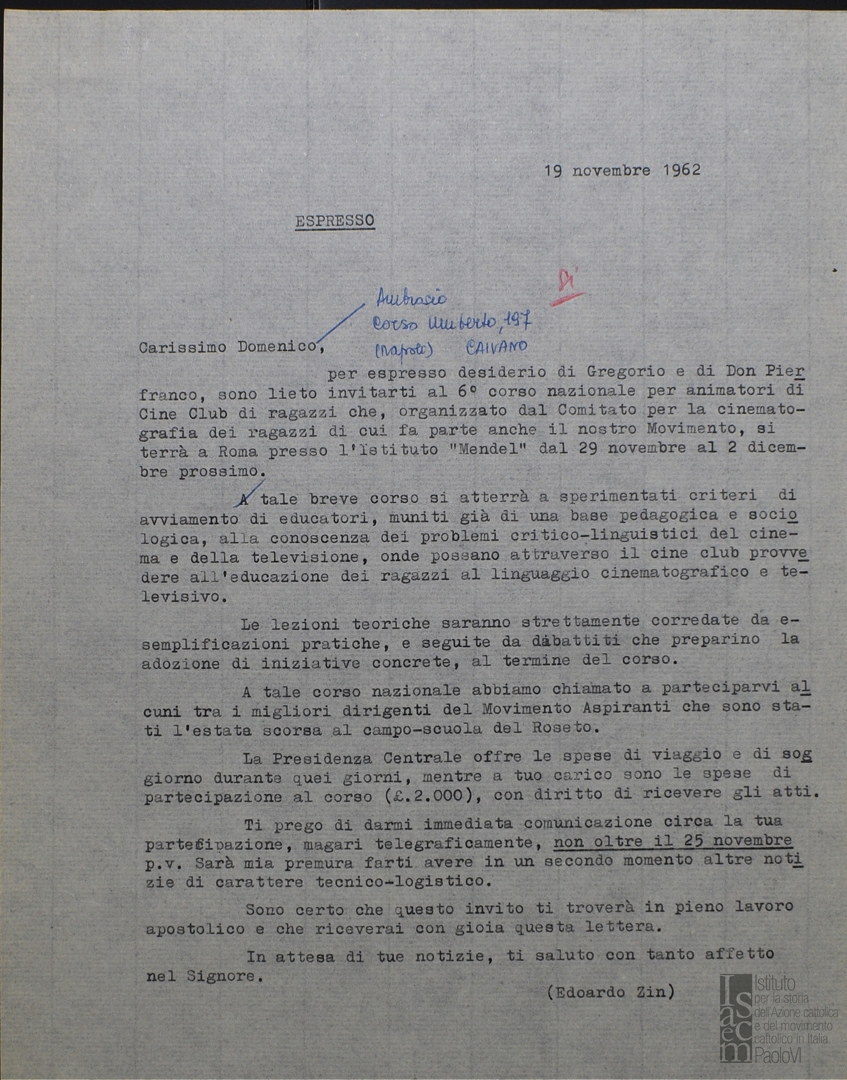 19 novembre 1962
ESPRESSO
Si
Ambrosio
Corso Umberto, 197
(Napoli) CAIVANO
Carissimo Domenico,
per espresso desiderio di Gregorio e di Don Pier
franco, sono lieto invitarti al 6° corso nazionale per animatori di
Cine Club di ragazzi che, organizzato dal Comitato per la cinemato-
grafia dei ragazzi di cui fa parte anche il nostro Movimento, si
terrà a Roma presso l'Istituto "Mendel" dal 29 novembre al 2 dicem-
bre prossimo.
A tale breve corso si atterrà a sperimentati criteri di
avviamento di educatori, muniti già di una base pedagogica e socio
logica, alla conoscenza dei problemi critico-linguistici del cine-
ma e della televisione, onde possano attraverso il cine club provve
dere all'educazione dei ragazzi al linguaggio cinematografico e te-
levisivo.
Le lezioni teoriche saranno strettamente corredate da e-
semplificazioni pratiche, e seguite da dabattiti che preparino la
adozione di iniziative concrete, al termine del corso.
A tale corso nazionale abbiamo chiamato a parteciparvi al
cuni tra i migliori dirigenti del Movimento Aspiranti che sono sta-
ti l'estate scorsa al campo-scuola del Roseto.
La Presidenza Centrale offre le spese di viaggio e di sog
giorno durante quei giorni, mentre a tuo carico sono le spese di
partecipazione al corso (£.2.000), con diritto di ricevere gli atti.
Ti prego di darmi immediata comunicazione circa la tua
partefipazione, magari telegraficamente, non oltre il 25 novembre
p.v. Sarà mia premura farti avere in un secondo momento altre noti
zie di carattere tecnico-logistico.
Sono certo che questo invito ti troverà in pieno lavoro
apostolico e che riceverai con gioia questa lettera.
In attesa di tue notizie, ti saluto con tanto affetto
nel Signore.
(Edoardo Zin)
Isacem
Istituto
per la storia
dell'Azione cattolica
e del movimento
cattolico in Italia
PaoloVI